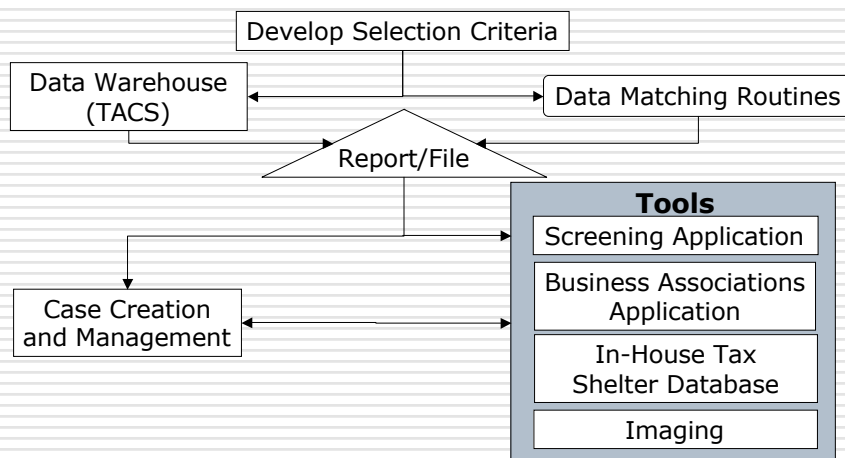 Develop Selection Criteria
Data Warehouse
(TACS)
Data Matching Routines
Report/File
Tools
Screening Application
Business Associations
Application
Case Creation
and Management
In-House Tax
Shelter Database
Imaging